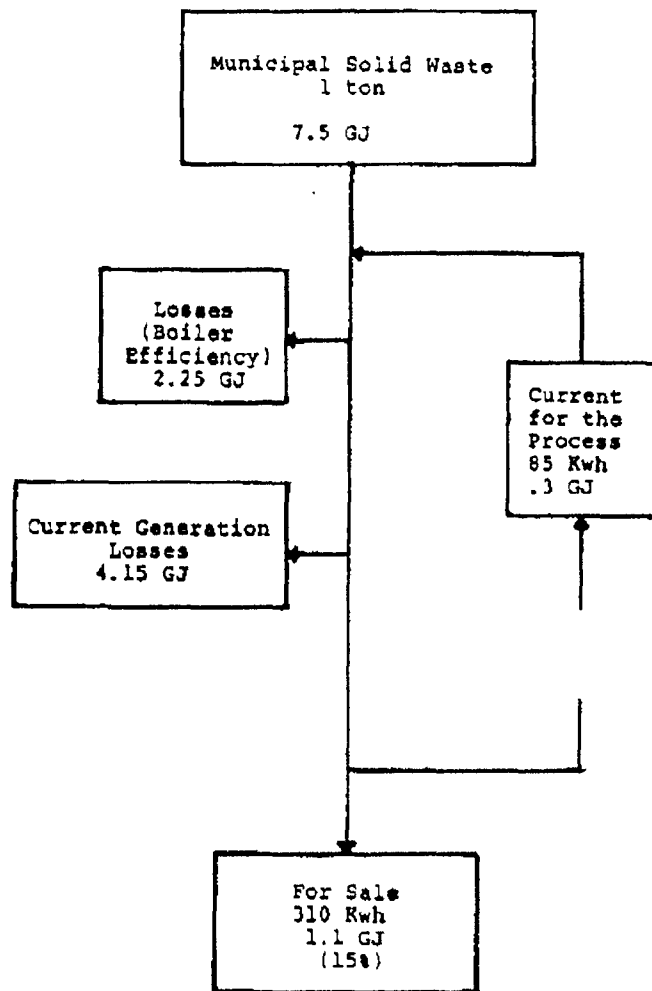 Municipal Solid Waste
1 ton
7.5 GJ
Losses
(Boiler
Efficiency)
2.25 GJ
Current
for the
Process
85 Kwh
.3 GJ
Current Generation
Losses
4.15 GJ
For Sale
310 Kwh
1.1 GJ
(15%)